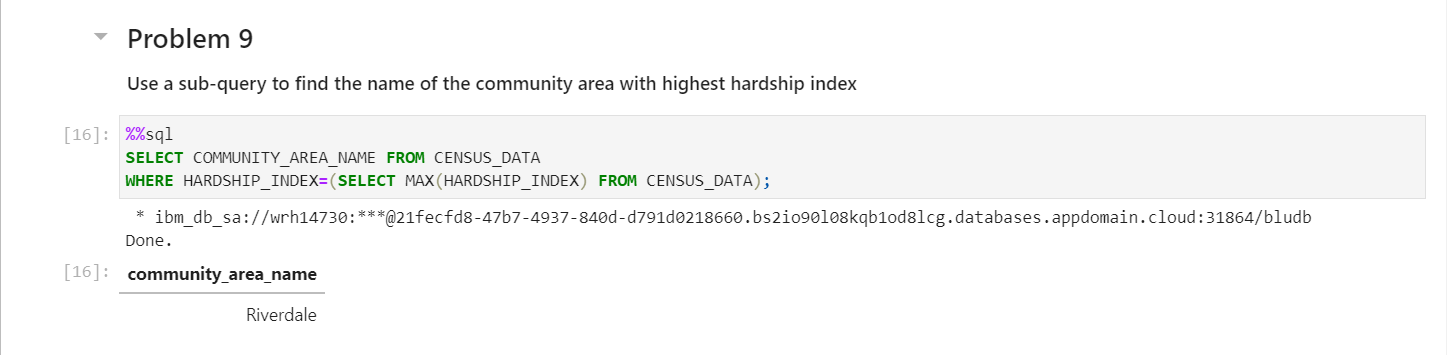 Problem 9
Use a sub-query to find the name of the community area with highest hardship index
[16]: %%sql
SELECT COMMUNITY_AREA_NAME FROM CENSUS_DATA
WHERE HARDSHIP_INDEX=(SELECT MAX(HARDSHIP_INDEX) FROM CENSUS_DATA);
* ibm_db_sa://wrh14730:***@21fecfd8-47b7-4937-840d-d791d0218660.bs2io90l08kqb1od8lcg.databases.appdomain.cloud:31864/bludb
Done.
[16]: community_area_name
Riverdale